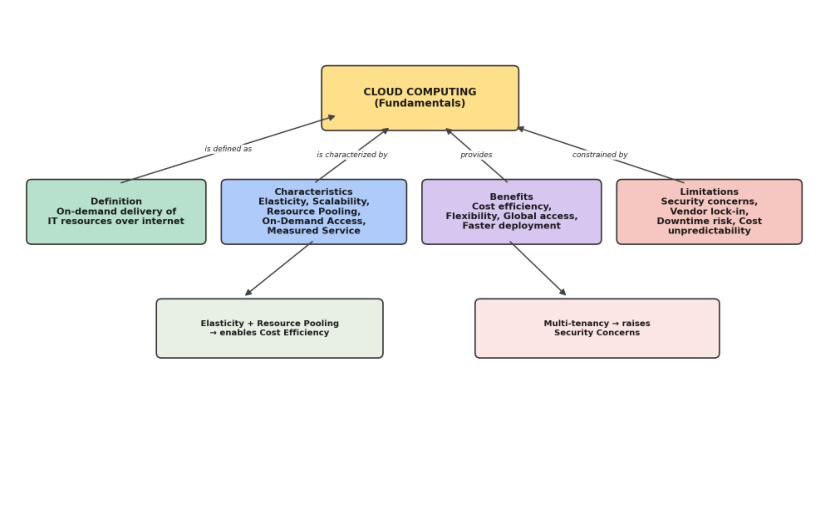 CLOUD COMPUTING
(Fundamentals)
is defined as
is characterized by
provides
constrained by
Definition
On-demand delivery of
IT resources over internet
Characteristics
Elasticity, Scalability,
Resource Pooling,
On-Demand Access,
Measured Service
Benefits
Cost efficiency,
Flexibility, Global access,
Faster deployment
Limitations
Security concerns,
Vendor lock-in,
Downtime risk, Cost
unpredictability
Elasticity + Resource Pooling
→ enables Cost Efficiency
Multi-tenancy → raises
Security Concerns